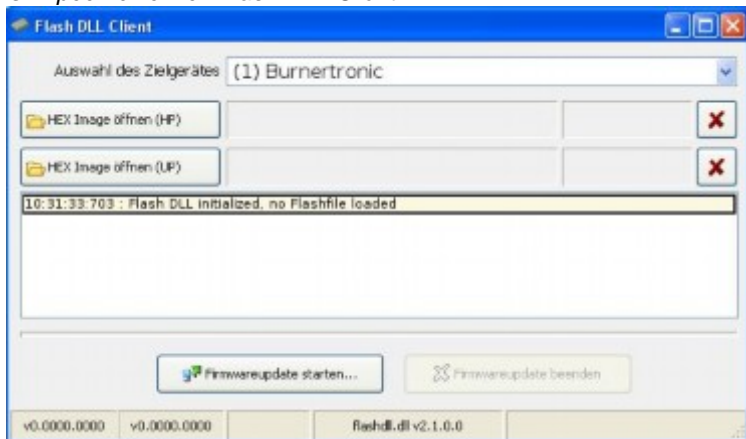 Flash DLL Client
Auswahl des Zielgerätes (1) Burnertronic
HEX Image öffnen (HP)
HEX Image öffnen (UP)
10:31:33:703 : Flash DLL initialized, no Flashfile loaded
Firmwareupdate starten... Firmwareupdate beenden
v0.0000.0000 v0.0000.0000 flashdll.dll v2.1.0.0